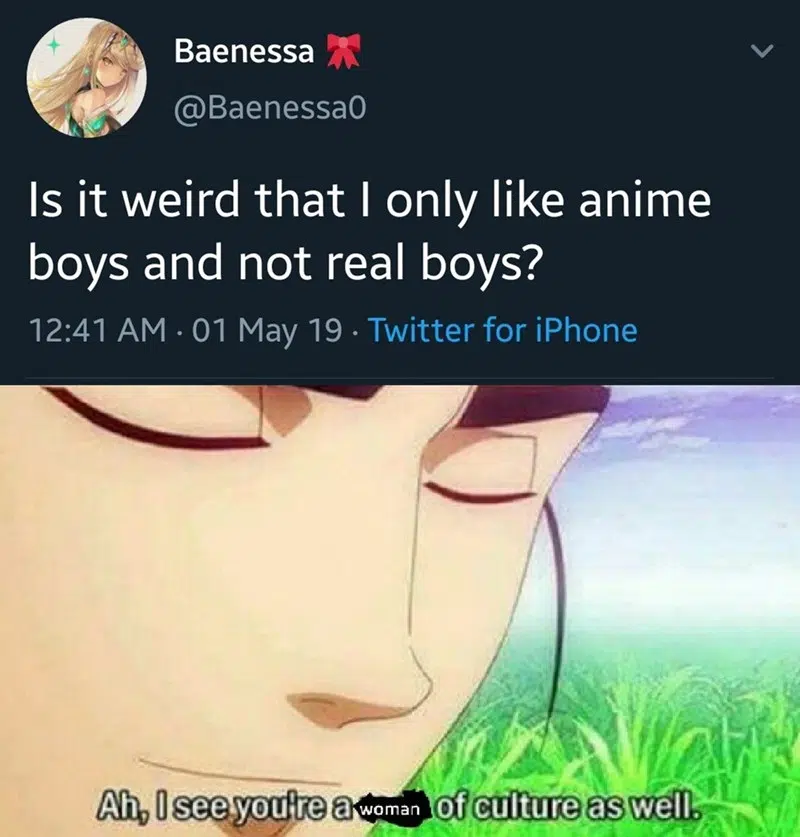 Baenessa 🎀
@Baenessa0
Is it weird that I only like anime
boys and not real boys?
12:41 AM · 01 May 19 · Twitter for iPhone
Ah, I see you're a woman of culture as well.